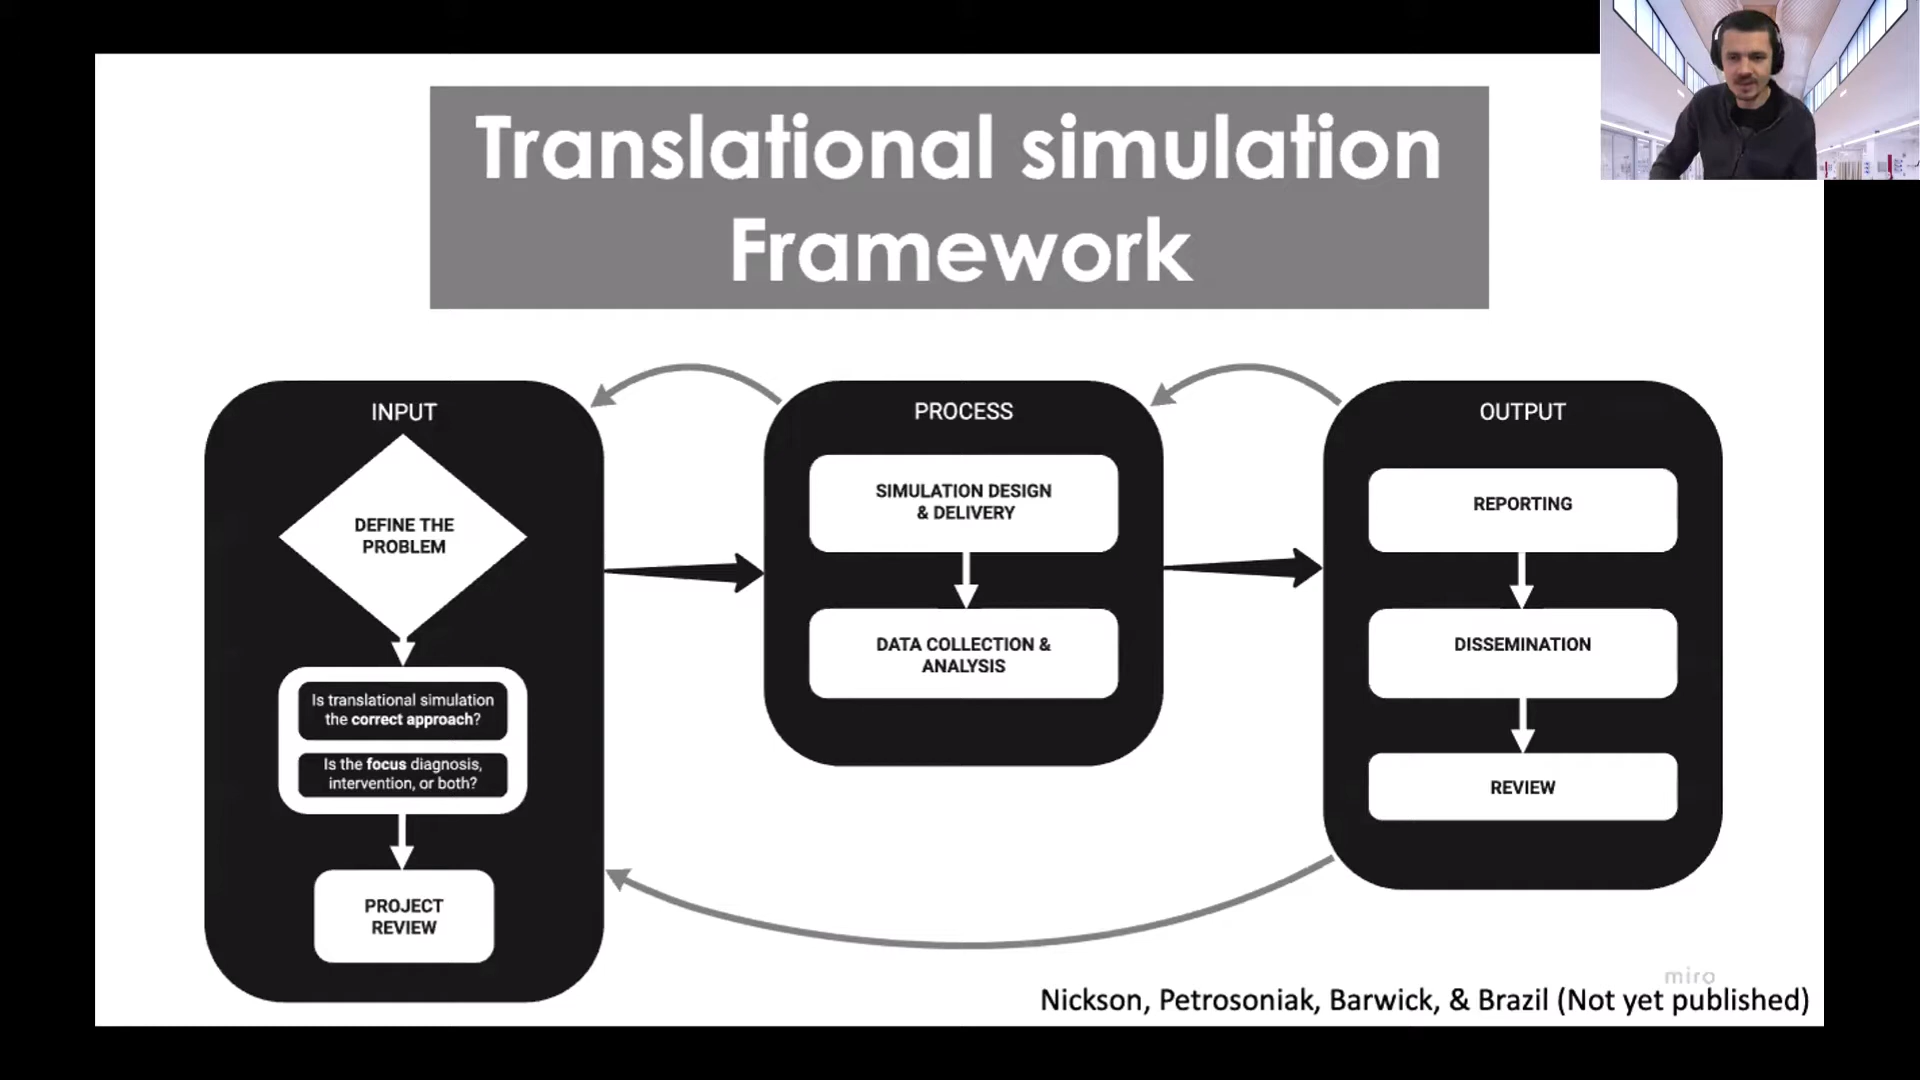 Translational simulation
Framework
INPUT
DEFINE THE
PROBLEM
Is translational simulation
the correct approach?
Is the focus diagnosis,
intervention, or both?
PROJECT
REVIEW
PROCESS
SIMULATION DESIGN
& DELIVERY
DATA COLLECTION &
ANALYSIS
OUTPUT
REPORTING
DISSEMINATION
REVIEW
miro
Nickson, Petrosoniak, Barwick, & Brazil (Not yet published)